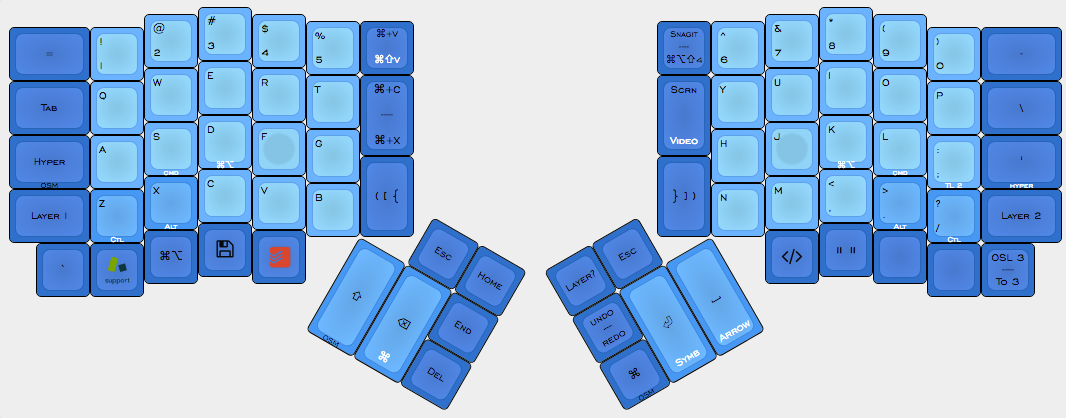 ! @ # $ % ⌘+V
= 1 2 3 4 5 ⌘⇧V
Tab Q W E R T ⌘+C
----
⌘+X
Hyper A S D F G
OSM CMD ⌘⌥
Layer 1 Z X C V B ( [ {
CTL ALT
` support ⌘⌥
⇧ OSM
⌫ ⌘
Esc
Home
End
Del
Snagit ^ & * ( )
----
⌘⌥⇧4 6 7 8 9 0 -
Scrn Y U I O P \
Video
H J K L : ; '
⌘⌥ CMD TL 2 Hyper
} ] ) N M < , > . ? / Layer 2
ALT CTL
</> " "
OSL 3
----
To 3
Layer?
Esc
Undo
----
Redo
⌘ OSM
Symb
Arrow